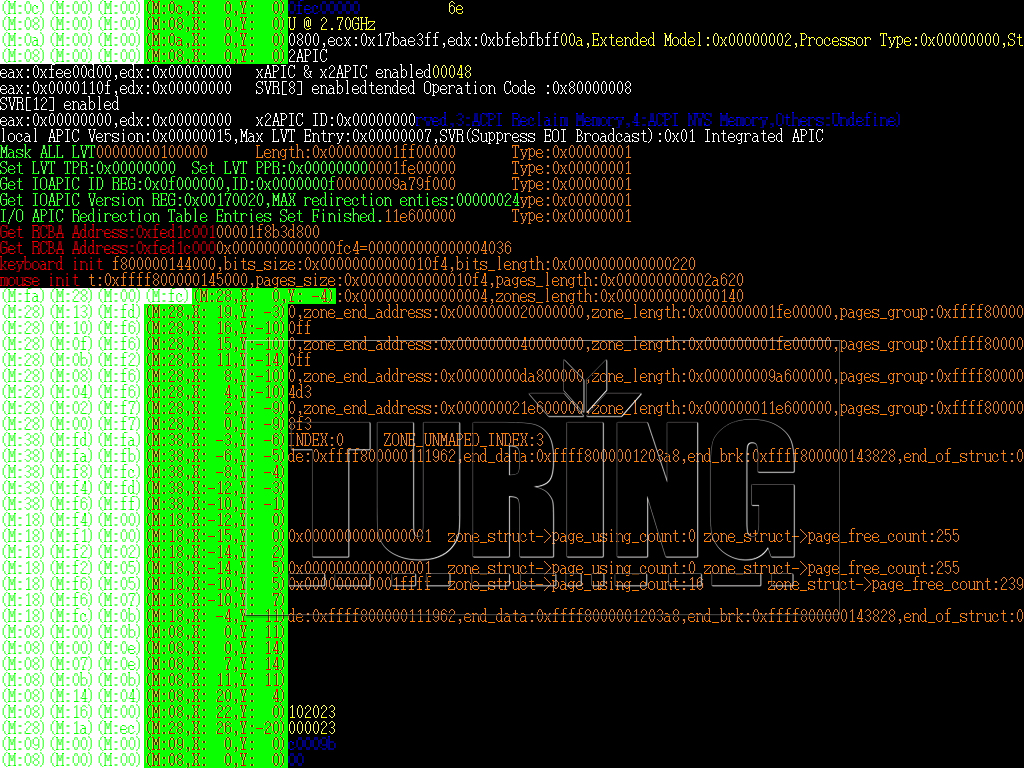 (M:0c) (M:00) (M:00) (M:0c,X: 0,Y: 0)0fec00000 6e
(M:08) (M:00) (M:00) (M:08,X: 0,Y: 0)U @ 2.70GHz
(M:0a) (M:00) (M:00) (M:0a,X: 0,Y: 0)0800,ecx:0x17bae3ff,edx:0xbfebfbff00a,Extended Model:0x00000002,Processor Type:0x00000000,St
(M:08) (M:00) (M:00) (M:08,X: 0,Y: 0)2APIC
eax:0xfee00d00,edx:0x00000000 xAPIC & x2APIC enabled00048
eax:0x0000110f,edx:0x00000000 SVR[8] enabledtended Operation Code :0x80000008
SVR[12] enabled
eax:0x00000000,edx:0x00000000 x2APIC ID:0x00000000rved,3:ACPI Reclaim Memory,4:ACPI NVS Memory,Others:Undefine)
local APIC Version:0x00000015,Max LVT Entry:0x00000007,SVR(Suppress EOI Broadcast):0x01 Integrated APIC
Mask ALL LVT00000000100000 Length:0x000000001ff00000 Type:0x00000001
Set LVT TPR:0x00000000 Set LVT PPR:0x000000000001fe00000 Type:0x00000001
Get IOAPIC ID REG:0x0f000000,ID:0x0000000f00000009a79f000 Type:0x00000001
Get IOAPIC Version REG:0x00170020,MAX redirection enties:00000024ype:0x00000001
I/O APIC Redirection Table Entries Set Finished.11e600000 Type:0x00000001
Get RCBA Address:0xfed1c00100001f8b3d800
Get RCBA Address:0xfed1c0000x0000000000000fc4=000000000000004036
keyboard init f800000144000,bits_size:0x00000000000010f4,bits_length:0x0000000000000220
mouse init t:0xffff800000145000,pages_size:0x00000000000010f4,pages_length:0x000000000002a620
(M:fa) (M:28) (M:00) (M:fc) (M:28,X: 0,Y: -4) :0x0000000000000004,zones_length:0x0000000000000140
(M:28) (M:13) (M:fd) (M:28,X: 19,Y: -3)0,zone_end_address:0x0000000020000000,zone_length:0x000000001fe00000,pages_group:0xffff80000
(M:28) (M:10) (M:f6) (M:28,X: 16,Y:-10)0ff
(M:28) (M:0f) (M:f6) (M:28,X: 15,Y:-10)0,zone_end_address:0x0000000040000000,zone_length:0x000000001fe00000,pages_group:0xffff80000
(M:28) (M:0b) (M:f2) (M:28,X: 11,Y:-14)0ff
(M:28) (M:08) (M:f6) (M:28,X: 8,Y:-10)0,zone_end_address:0x00000000da800000,zone_length:0x000000009a600000,pages_group:0xffff80000
(M:28) (M:04) (M:f6) (M:28,X: 4,Y:-10)4d3
(M:28) (M:02) (M:f7) (M:28,X: 2,Y: -9)0,zone_end_address:0x000000021e600000,zone_length:0x000000011e600000,pages_group:0xffff80000
(M:28) (M:00) (M:f7) (M:28,X: 0,Y: -9)8f3
(M:38) (M:fd) (M:fa) (M:38,X: -3,Y: -6)INDEX:0 ZONE_UNMAPED_INDEX:3
(M:38) (M:fa) (M:fb) (M:38,X: -6,Y: -5)de:0xffff800000111962,end_data:0xffff8000001203a8,end_brk:0xffff800000143828,end_of_struct:0
(M:38) (M:f8) (M:fc) (M:38,X: -8,Y: -4)
(M:38) (M:f4) (M:fd) (M:38,X:-12,Y: -3)
(M:38) (M:f6) (M:ff) (M:38,X:-10,Y: -1)
(M:18) (M:f4) (M:00) (M:18,X:-12,Y: 0)
(M:18) (M:f1) (M:00) (M:18,X:-15,Y: 0)0x0000000000000001 zone_struct->page_using_count:0 zone_struct->page_free_count:255
(M:18) (M:f2) (M:02) (M:18,X:-14,Y: 2)
(M:18) (M:f2) (M:05) (M:18,X:-14,Y: 5)0x0000000000000001 zone_struct->page_using_count:0 zone_struct->page_free_count:255
(M:18) (M:f6) (M:05) (M:18,X:-10,Y: 5)0x000000000001ffff zone_struct->page_using_count:16 zone_struct->page_free_count:239
(M:18) (M:f6) (M:07) (M:18,X:-10,Y: 7)
(M:18) (M:fc) (M:0b) (M:18,X: -4,Y: 11)de:0xffff800000111962,end_data:0xffff8000001203a8,end_brk:0xffff800000143828,end_of_struct:0
(M:08) (M:00) (M:0b) (M:08,X: 0,Y: 11)
(M:08) (M:00) (M:0e) (M:08,X: 0,Y: 14)
(M:08) (M:07) (M:0e) (M:08,X: 7,Y: 14)
(M:08) (M:0b) (M:0b) (M:08,X: 11,Y: 11)
(M:08) (M:14) (M:04) (M:08,X: 20,Y: 4)
(M:08) (M:16) (M:00) (M:08,X: 22,Y: 0)102023
(M:28) (M:1a) (M:ec) (M:28,X: 26,Y:-20)000023
(M:09) (M:00) (M:00) (M:09,X: 0,Y: 0)c0009b
(M:08) (M:00) (M:00) (M:08,X: 0,Y: 0)00
TURING